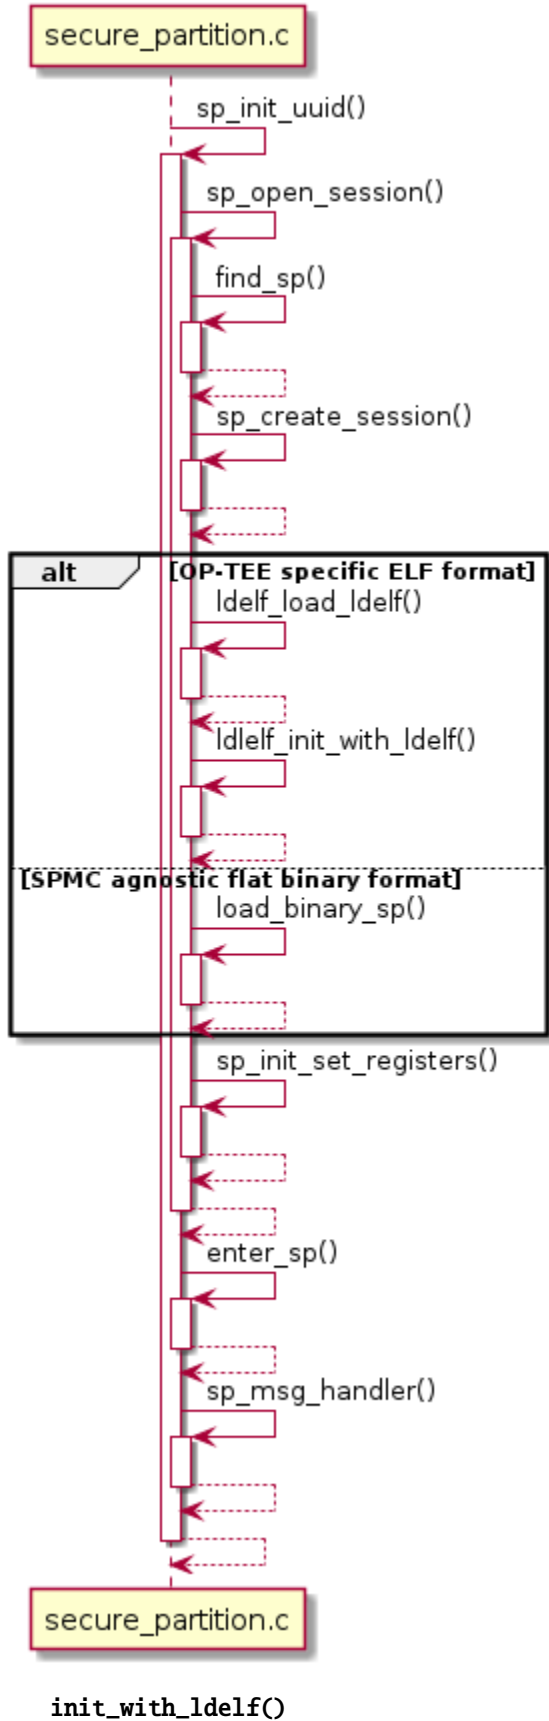 secure_partition.c
sp_init_uuid()
sp_open_session()
find_sp()
sp_create_session()
alt [OP-TEE specific ELF format]
ldelf_load_ldelf()
ldlelf_init_with_ldelf()
[SPMC agnostic flat binary format]
load_binary_sp()
sp_init_set_registers()
enter_sp()
sp_msg_handler()
secure_partition.c
init_with_ldelf()